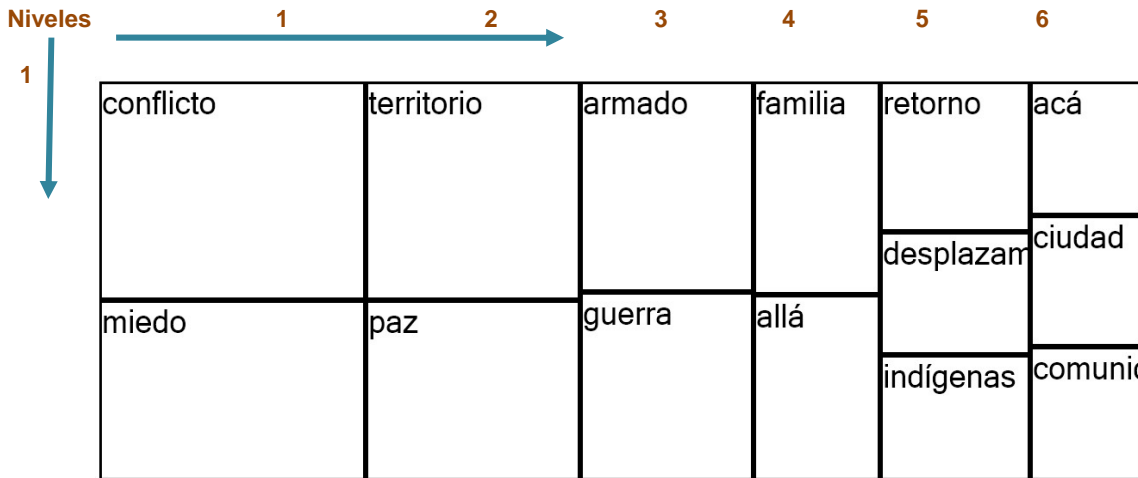 Niveles 1 2 3 4 5 6
1
conflicto territorio armado familia retorno acá
ciudad
desplazam
miedo paz guerra allá
indígenas comunic